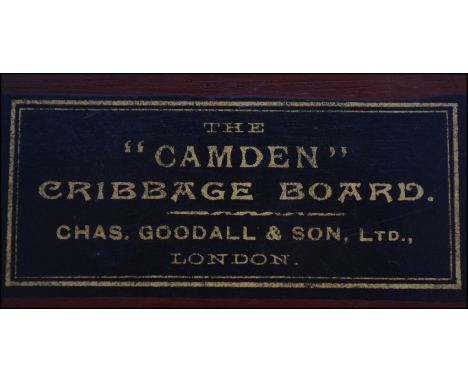 THE
"CAMDEN"
CRIBBAGE BOARD.
CHAS. GOODALL & SON, LTD.,
LONDON.